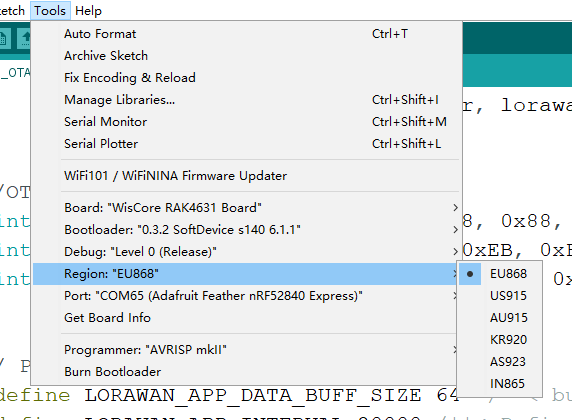 etch Tools Help
Auto Format Ctrl+T
_OTA
Archive Sketch
Fix Encoding & Reload
Manage Libraries... Ctrl+Shift+I r, lorawan
Serial Monitor Ctrl+Shift+M
Serial Plotter Ctrl+Shift+L
WiFi101 / WiFiNINA Firmware Updater
/OT
Board: "WisCore RAK4631 Board" >
int 8, 0x88,
Bootloader: "0.3.2 SoftDevice s140 6.1.1" >
int 0xEB, 0xE
Debug: "Level 0 (Release)" >
int Region: "EU868" > 0x
EU868
US915
AU915
KR920
AS923
IN865
Port: "COM65 (Adafruit Feather nRF52840 Express)" >
Get Board Info
Programmer: "AVRISP mkII" >
Burn Bootloader
/ P
define LORAWAN_APP_DATA_BUFF_SIZE 64 /**< bu